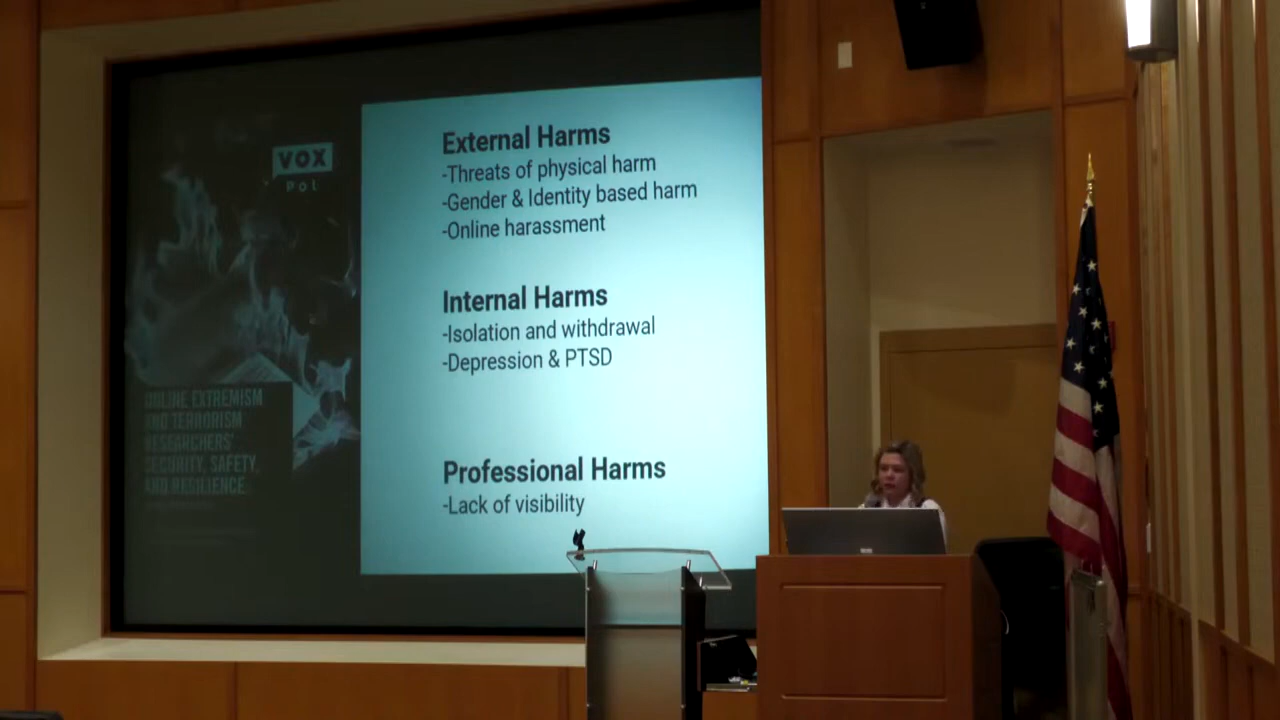 VOX
Pol
ONLINE EXTREMISM
AND TERRORISM
RESEARCHERS'
SECURITY, SAFETY,
AND RESILIENCE
External Harms
-Threats of physical harm
-Gender & Identity based harm
-Online harassment
Internal Harms
-Isolation and withdrawal
-Depression & PTSD
Professional Harms
-Lack of visibility